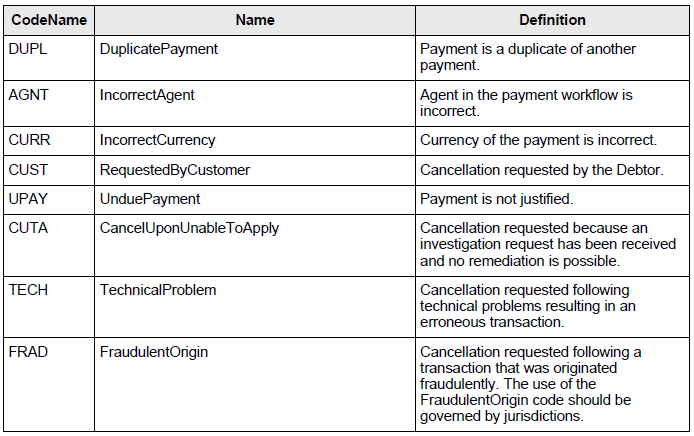 CodeName Name Definition
DUPL DuplicatePayment Payment is a duplicate of another
payment.
AGNT IncorrectAgent Agent in the payment workflow is
incorrect.
CURR IncorrectCurrency Currency of the payment is incorrect.
CUST RequestedByCustomer Cancellation requested by the Debtor.
UPAY UnduePayment Payment is not justified.
CUTA CancelUponUnableToApply Cancellation requested because an
investigation request has been received
and no remediation is possible.
TECH TechnicalProblem Cancellation requested following
technical problems resulting in an
erroneous transaction.
FRAD FraudulentOrigin Cancellation requested following a
transaction that was originated
fraudulently. The use of the
FraudulentOrigin code should be
governed by jurisdictions.